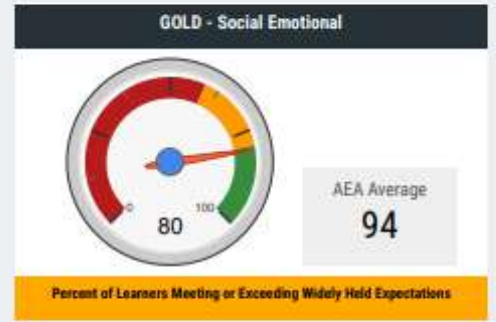 GOLD - Social Emotional
0
100
80
AEA Average
94
Percent of Learners Meeting or Exceeding Widely Held Expectations